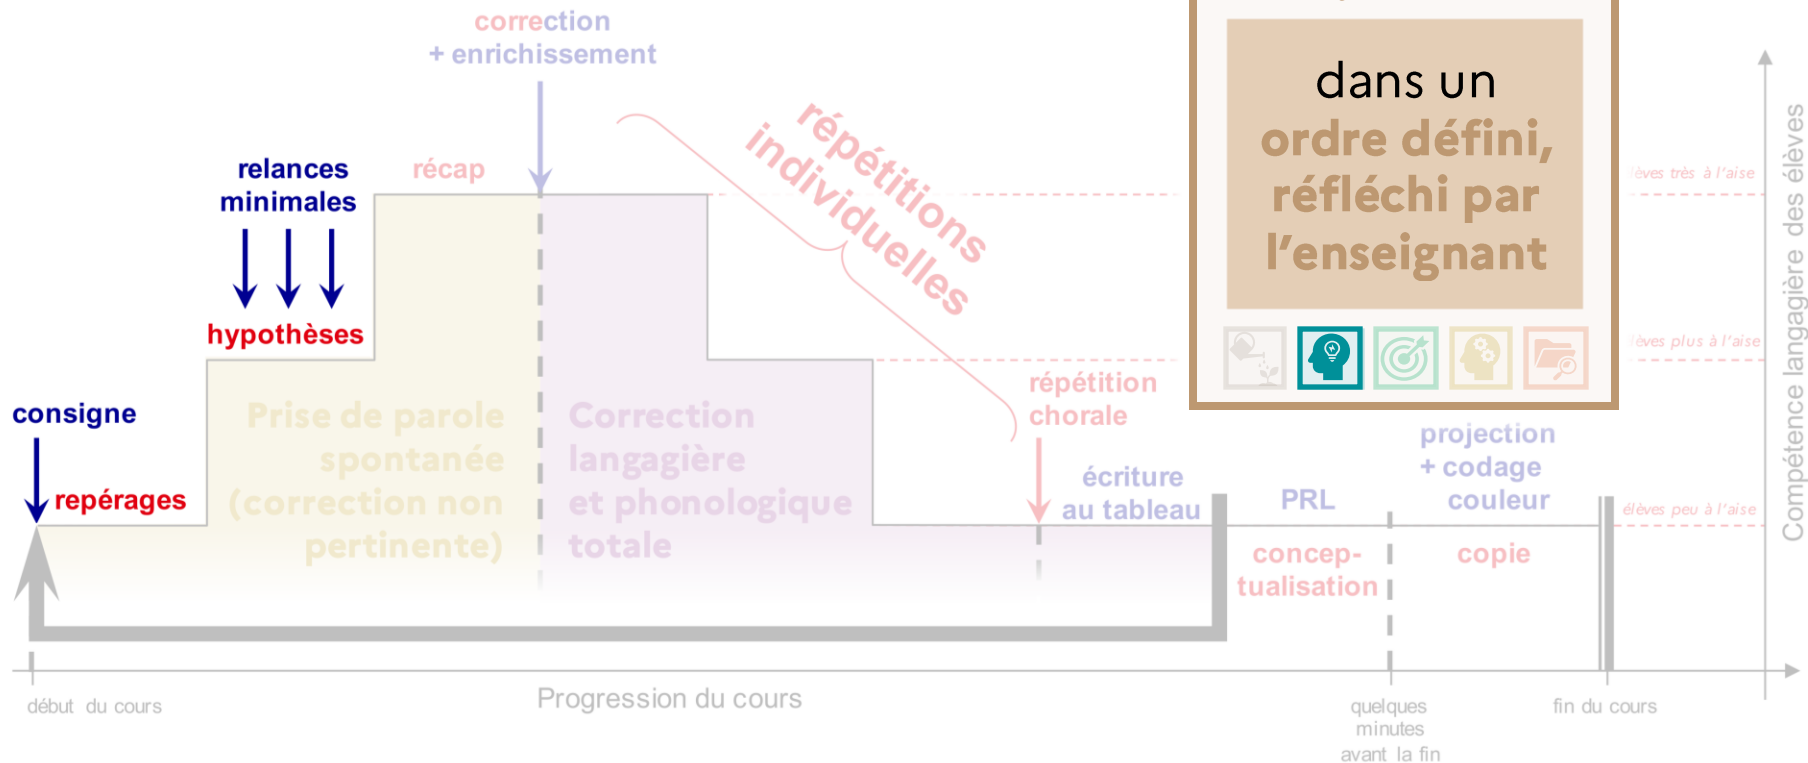 correction
+ enrichissement
relances
minimales
récap
hypothèses
répétitions
individuelles
dans un
ordre défini,
réfléchi par
l’enseignant
consigne
repérages
Prise de parole
spontanée
(correction non
pertinente)
Correction
langagière
et phonologique
totale
répétition
chorale
écriture
au tableau
PRL
projection
+ codage
couleur
concep-
tualisation
copie
èves très à l'aise
èves plus à l'aise
élèves peu à l'aise
Compétence langagière des élèves
début du cours
Progression du cours
quelques
minutes
avant la fin
fin du cours